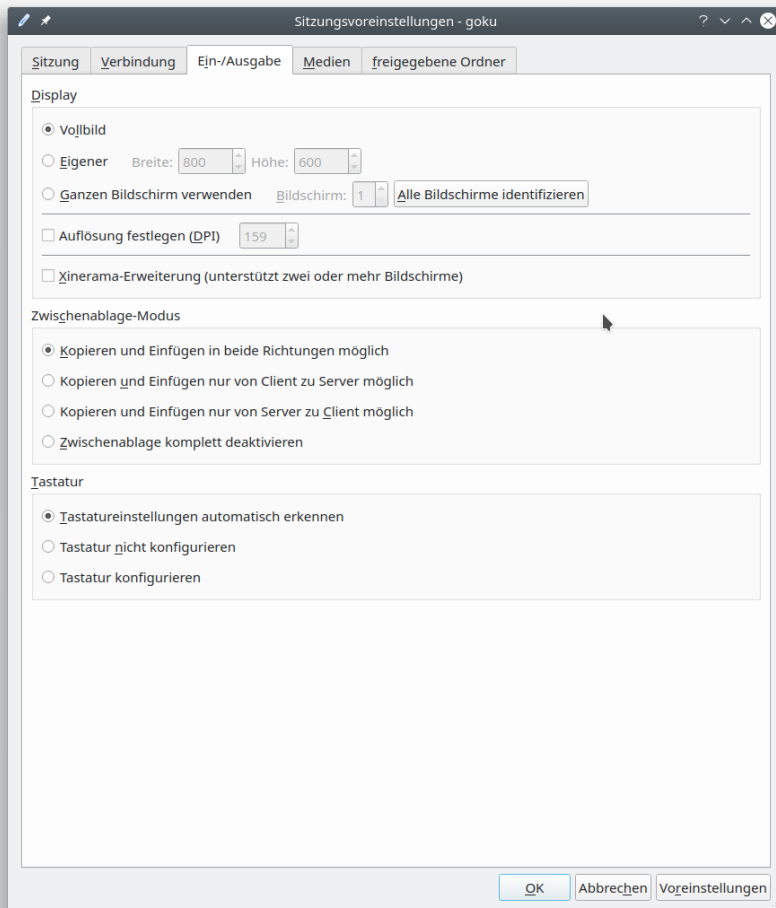 Sitzungsvoreinstellungen - goku
Sitzung Verbindung Ein-/Ausgabe Medien freigegebene Ordner
Display
Vollbild
Eigener Breite: 800 Höhe: 600
Ganzen Bildschirm verwenden Bildschirm: 1 Alle Bildschirme identifizieren
Auflösung festlegen (DPI) 159
Xinerama-Erweiterung (unterstützt zwei oder mehr Bildschirme)
Zwischenablage-Modus
Kopieren und Einfügen in beide Richtungen möglich
Kopieren und Einfügen nur von Client zu Server möglich
Kopieren und Einfügen nur von Server zu Client möglich
Zwischenablage komplett deaktivieren
Tastatur
Tastatureinstellungen automatisch erkennen
Tastatur nicht konfigurieren
Tastatur konfigurieren
OK Abbrechen Voreinstellungen